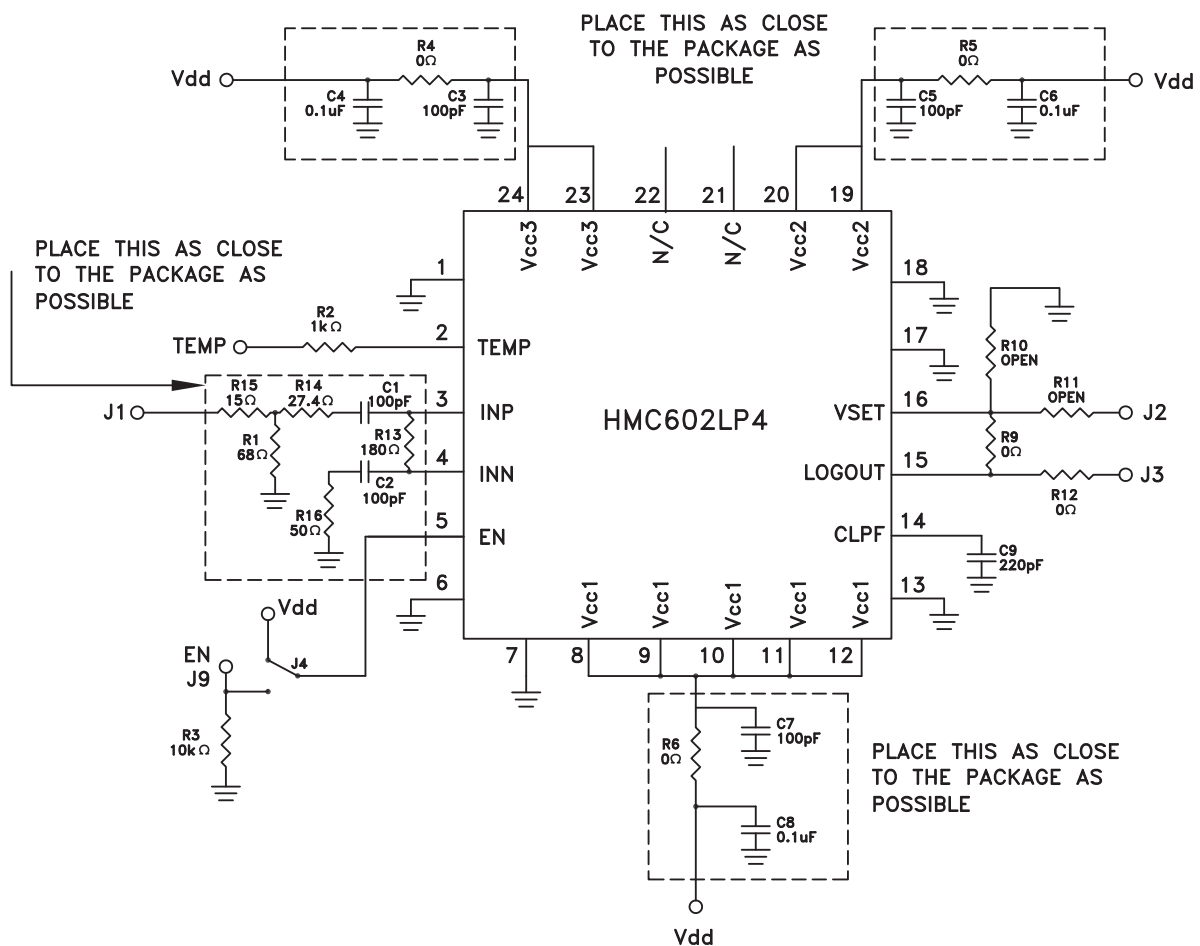 PLACE THIS AS CLOSE
TO THE PACKAGE AS
POSSIBLE
R4
0Ω
Vdd
C4
0.1uF
C3
100pF
R5
0Ω
Vdd
C5
100pF
C6
0.1uF
24
23
22
21
20
19
Vcc3
Vcc3
N/C
N/C
Vcc2
Vcc2
PLACE THIS AS CLOSE
TO THE PACKAGE AS
POSSIBLE
1
18
R2
1kΩ
TEMP
2
TEMP
17
R10
OPEN
R15
15Ω
R14
27.4Ω
C1
100pF
J1
3
INP
HMC602LP4
VSET
16
R11
OPEN
J2
R1
68Ω
R13
180Ω
R9
0Ω
4
INN
LOGOUT
15
J3
C2
100pF
R12
0Ω
R16
50Ω
5
EN
CLPF
14
C9
220pF
6
13
Vcc1
Vcc1
Vcc1
Vcc1
Vcc1
Vdd
J4
EN
J9
R3
10kΩ
7
8
9
10
11
12
C7
100pF
R6
0Ω
C8
0.1uF
PLACE THIS AS CLOSE
TO THE PACKAGE AS
POSSIBLE
Vdd